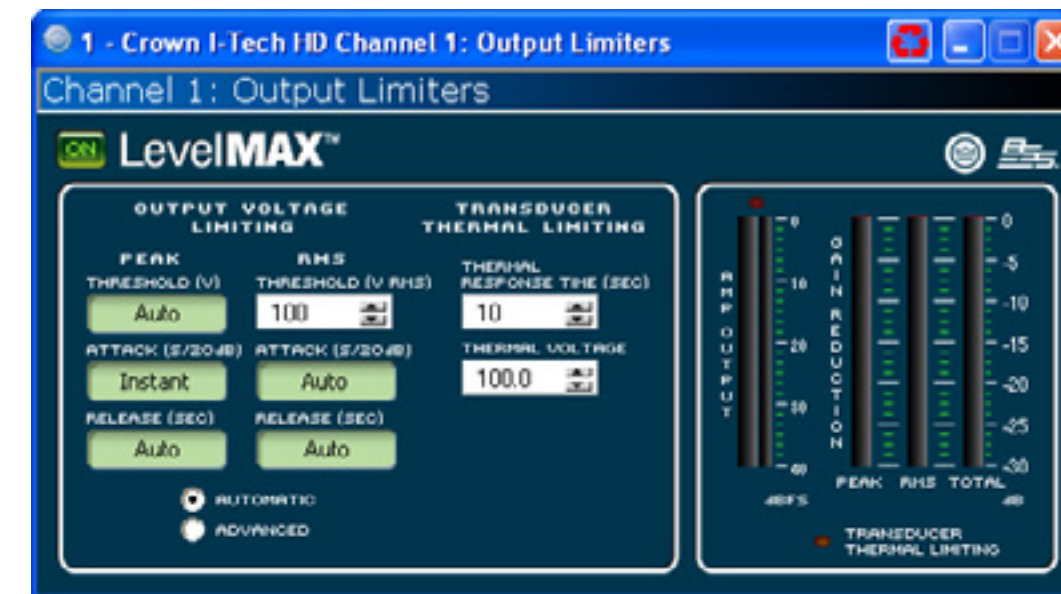 1 - Crown I-Tech HD Channel 1: Output Limiters
Channel 1: Output Limiters
ON LevelMAX™
BSS
OUTPUT VOLTAGE
LIMITING
PEAK
THRESHOLD (V)
Auto
ATTACK (S/20dB)
Instant
RELEASE (SEC)
Auto
RMS
THRESHOLD (V RMS)
100
ATTACK (S/20dB)
Auto
RELEASE (SEC)
Auto
AUTOMATIC
ADVANCED
TRANSDUCER
THERMAL LIMITING
THERMAL
RESPONSE TIME (SEC)
10
THERMAL VOLTAGE
100.0
AMP OUTPUT
0
10
20
30
40
dBFS
GAIN REDUCTION
0
-5
-10
-15
-20
-25
-30
PEAK RMS TOTAL
dB
TRANSDUCER
THERMAL LIMITING